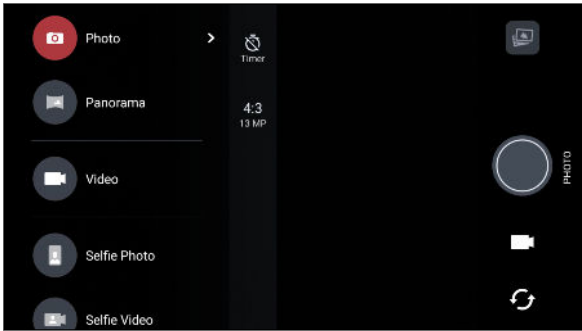 Photo
Panorama
Video
Selfie Photo
Selfie Video
Timer
4:3
13 MP
PHOTO